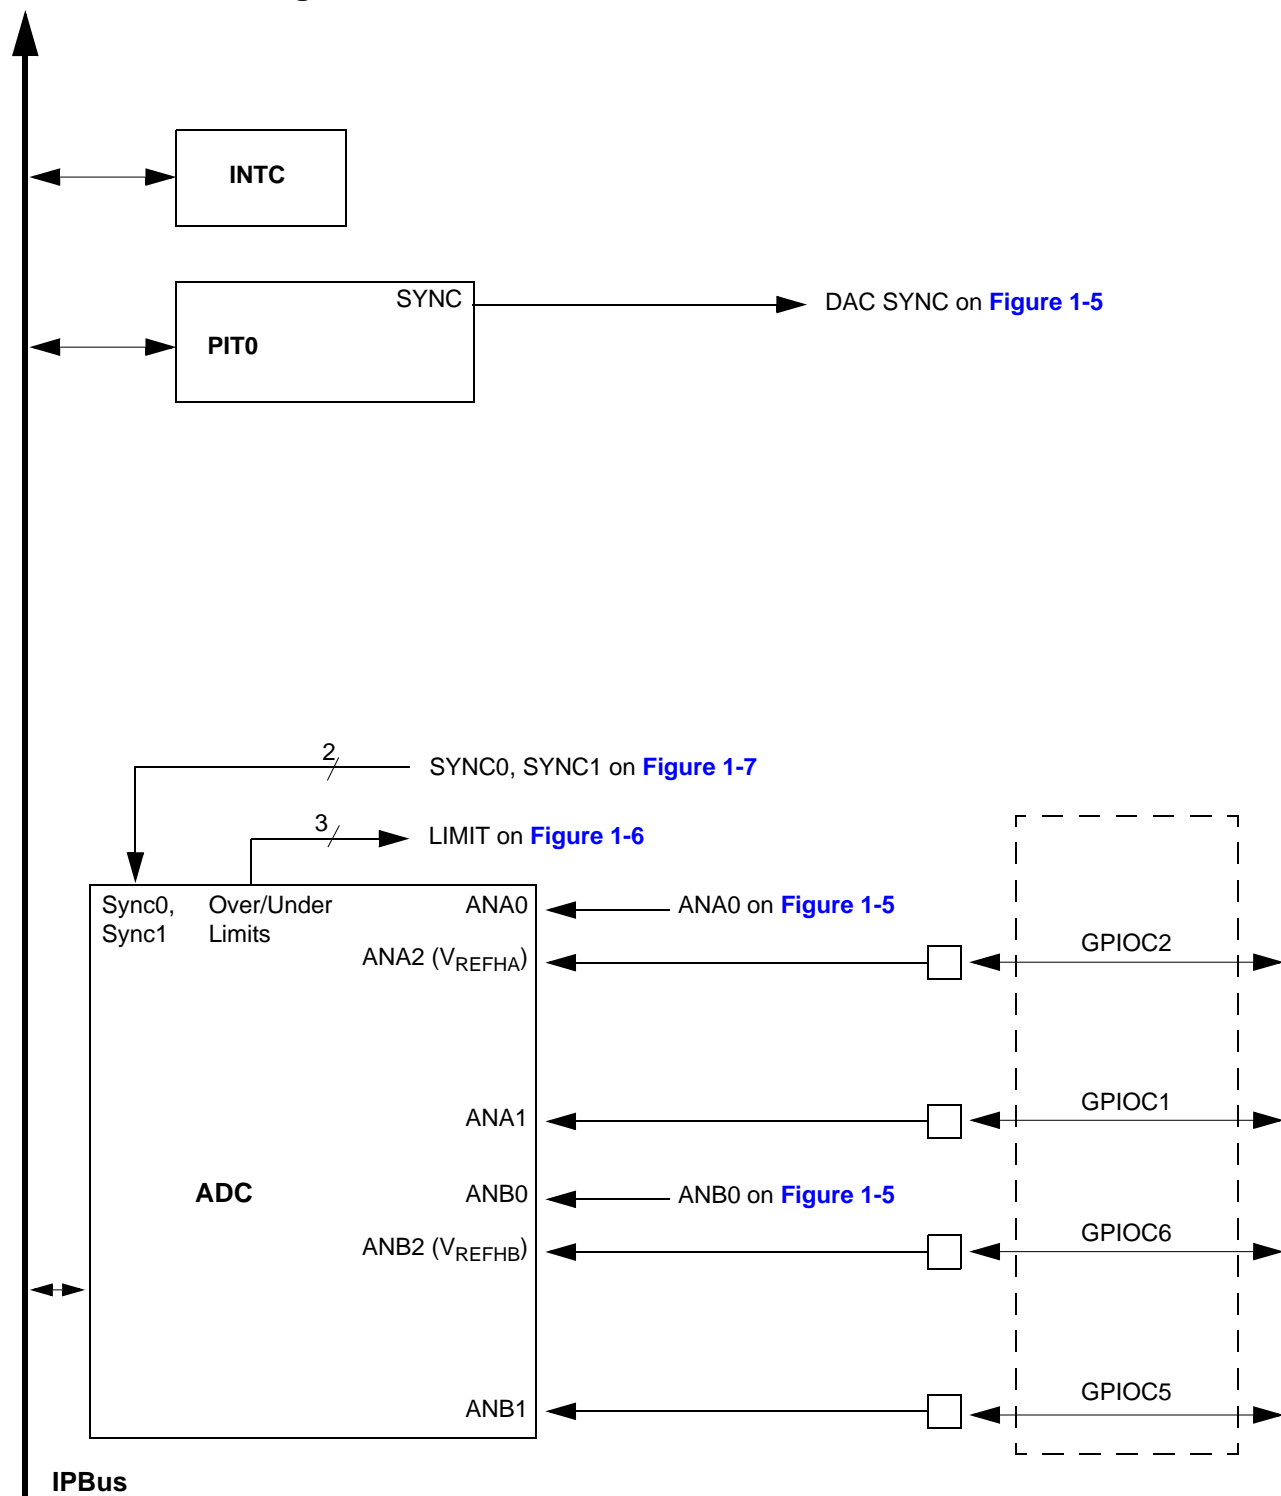 INTC
SYNC
DAC SYNC on Figure 1-5
PIT0
2
SYNC0, SYNC1 on Figure 1-7
3
LIMIT on Figure 1-6
Sync0,
Sync1
Over/Under
Limits
ANA0
ANA0 on Figure 1-5
ANA2 (VREFHA)
GPIOC2
ANA1
GPIOC1
ADC
ANB0
ANB0 on Figure 1-5
ANB2 (VREFHB)
GPIOC6
ANB1
GPIOC5
IPBus